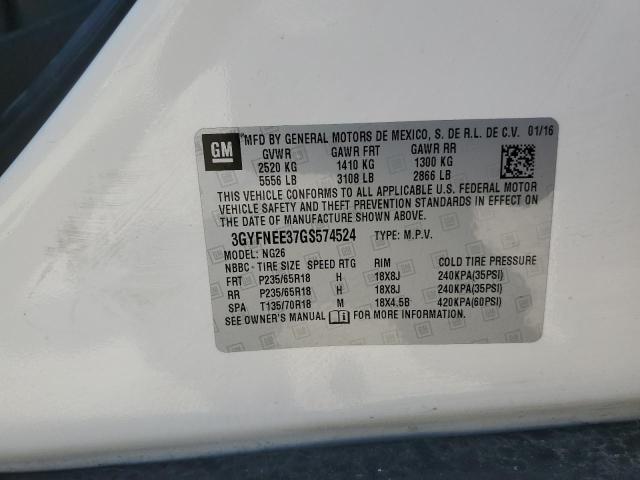 GM
MFD BY GENERAL MOTORS DE MEXICO, S. DE R.L. DE C.V. 01/16
GVWR GAWR FRT GAWR RR
2520 KG 1410 KG 1300 KG
5556 LB 3108 LB 2866 LB
THIS VEHICLE CONFORMS TO ALL APPLICABLE U.S. FEDERAL MOTOR
VEHICLE SAFETY AND THEFT PREVENTION STANDARDS IN EFFECT ON
THE DATE OF MANUFACTURE SHOWN ABOVE.
3GYFNEE37GS574524 TYPE: M.P.V.
MODEL: NG26
NBBC- TIRE SIZE SPEED RTG RIM COLD TIRE PRESSURE
FRT P235/65R18 H 18X8J 240KPA(35PSI)
RR P235/65R18 H 18X8J 240KPA(35PSI)
SPA T135/70R18 M 18X4.5B 420KPA(60PSI)
SEE OWNER'S MANUAL FOR MORE INFORMATION.